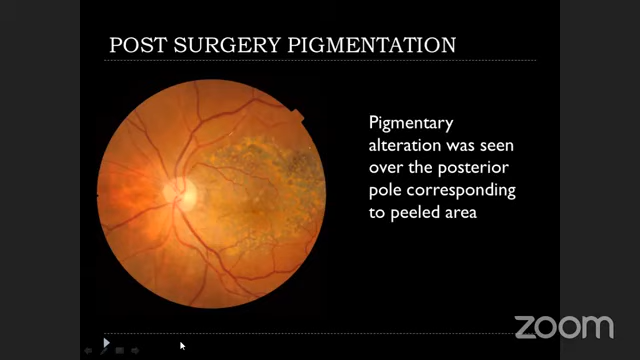 POST SURGERY PIGMENTATION
Pigmentary
alteration was seen
over the posterior
pole corresponding
to peeled area
zoom